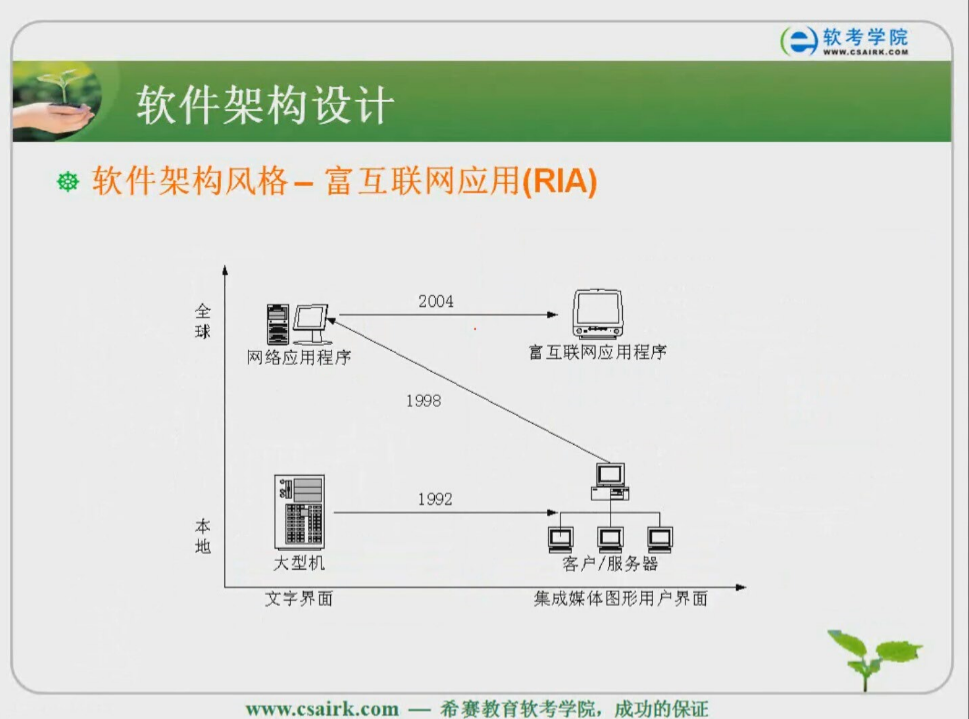 软考学院
WWW.CSAIRK.COM
软件架构设计
软件架构风格 – 富互联网应用(RIA)
全球
2004
网络应用程序
富互联网应用程序
1998
1992
本地
大型机
客户/服务器
文字界面
集成媒体图形用户界面
www.csairk.com — 希赛教育软考学院，成功的保证